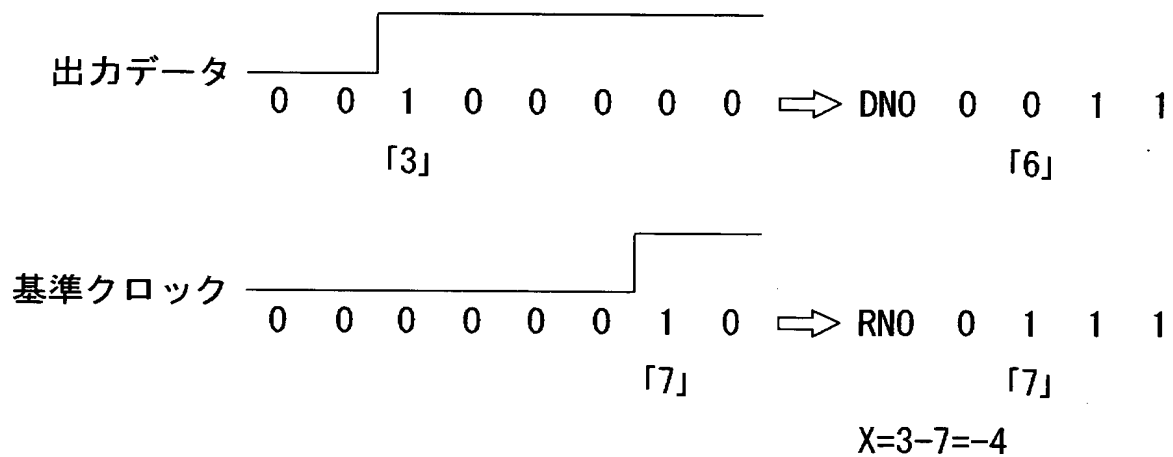 出力データ
0 0 1 0 0 0 0 0 ⇨ DNO 0 0 1 1
「3」 「6」
基準クロック
0 0 0 0 0 0 1 0 ⇨ RNO 0 1 1 1
「7」 「7」
X=3-7=-4